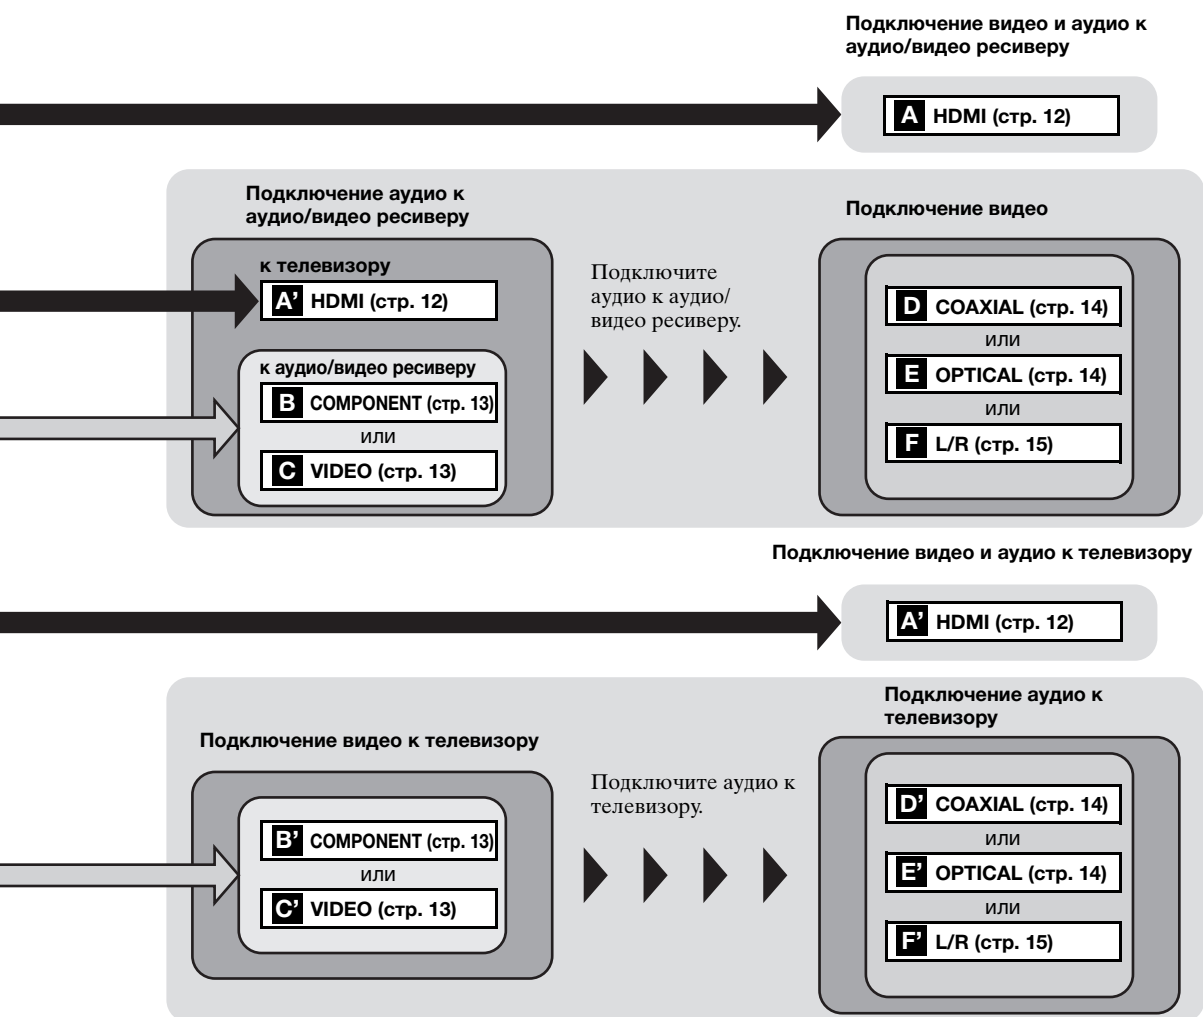 Подключение видео и аудио к
аудио/видео ресиверу
A HDMI (стр. 12)
Подключение аудио к
аудио/видео ресиверу
к телевизору
A’ HDMI (стр. 12)
к аудио/видео ресиверу
B COMPONENT (стр. 13)
или
C VIDEO (стр. 13)
Подключите
аудио к аудио/
видео ресиверу.
Подключение видео
D COAXIAL (стр. 14)
или
E OPTICAL (стр. 14)
или
F L/R (стр. 15)
Подключение видео и аудио к телевизору
A’ HDMI (стр. 12)
Подключение видео к телевизору
B’ COMPONENT (стр. 13)
или
C’ VIDEO (стр. 13)
Подключите аудио к
телевизору.
Подключение аудио к
телевизору
D’ COAXIAL (стр. 14)
или
E’ OPTICAL (стр. 14)
или
F’ L/R (стр. 15)